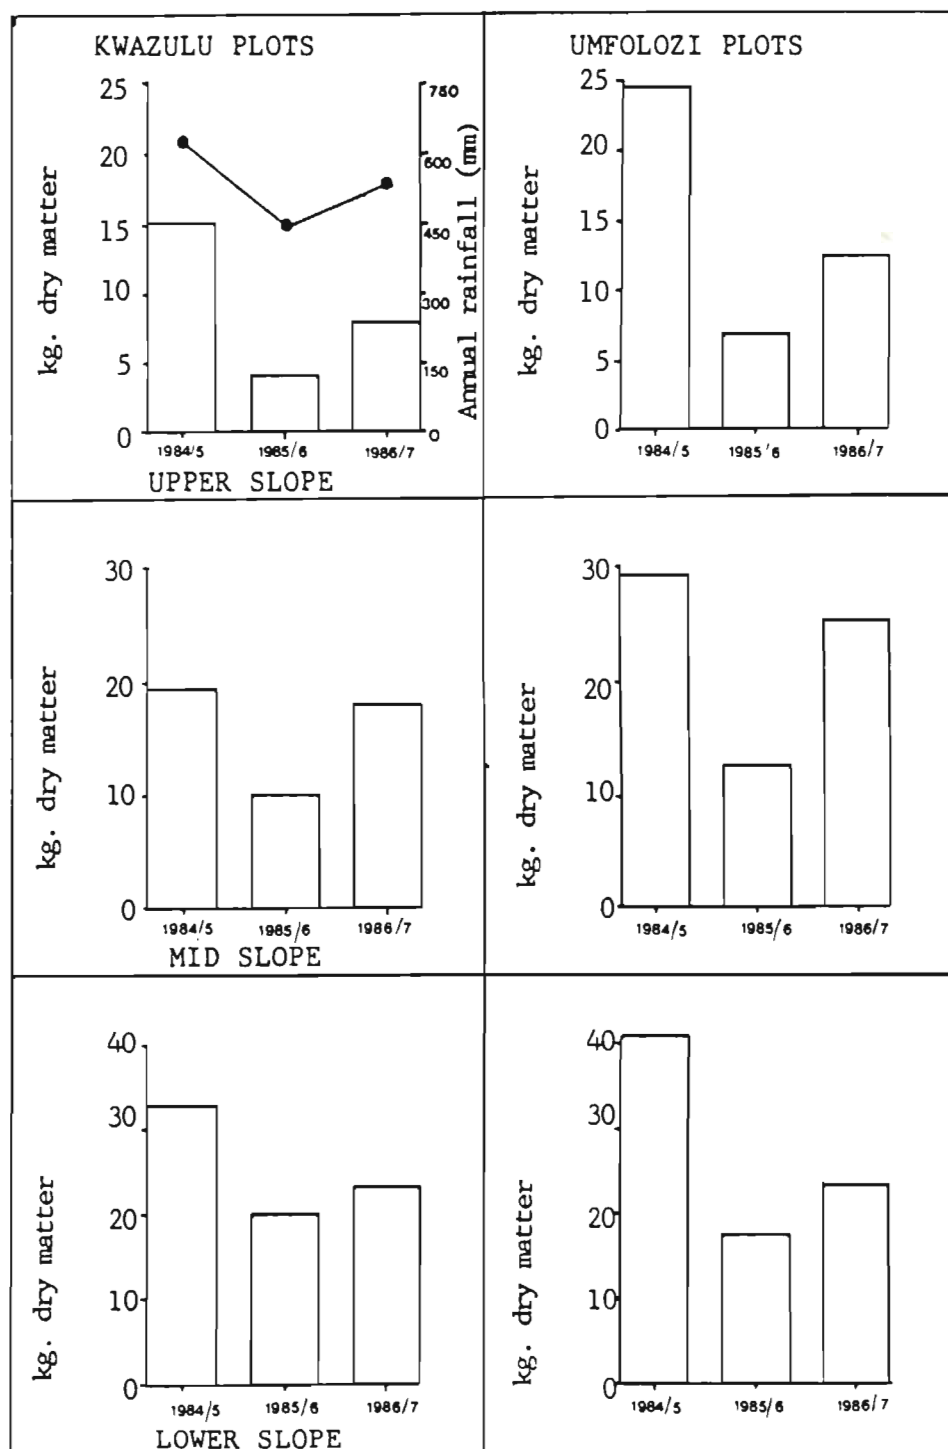 KWAZULU PLOTS
25
20
15
10
5
0
kg. dry matter
750
600
450
300
150
0
Annual rainfall (mm)
1984/5 1985/6 1986/7
UPPER SLOPE
UMFOLOZI PLOTS
25
20
25
10
5
0
kg. dry matter
1984/5 1985/6 1986/7
30
20
10
0
kg. dry matter
1984/5 1985/6 1986/7
MID SLOPE
30
20
10
0
kg. dry matter
1984/5 1985/6 1986/7
40
30
20
10
0
kg. dry matter
1984/5 1985/6 1986/7
LOWER SLOPE
40
30
20
10
0
kg. dry matter
1984/5 1985/6 1986/7